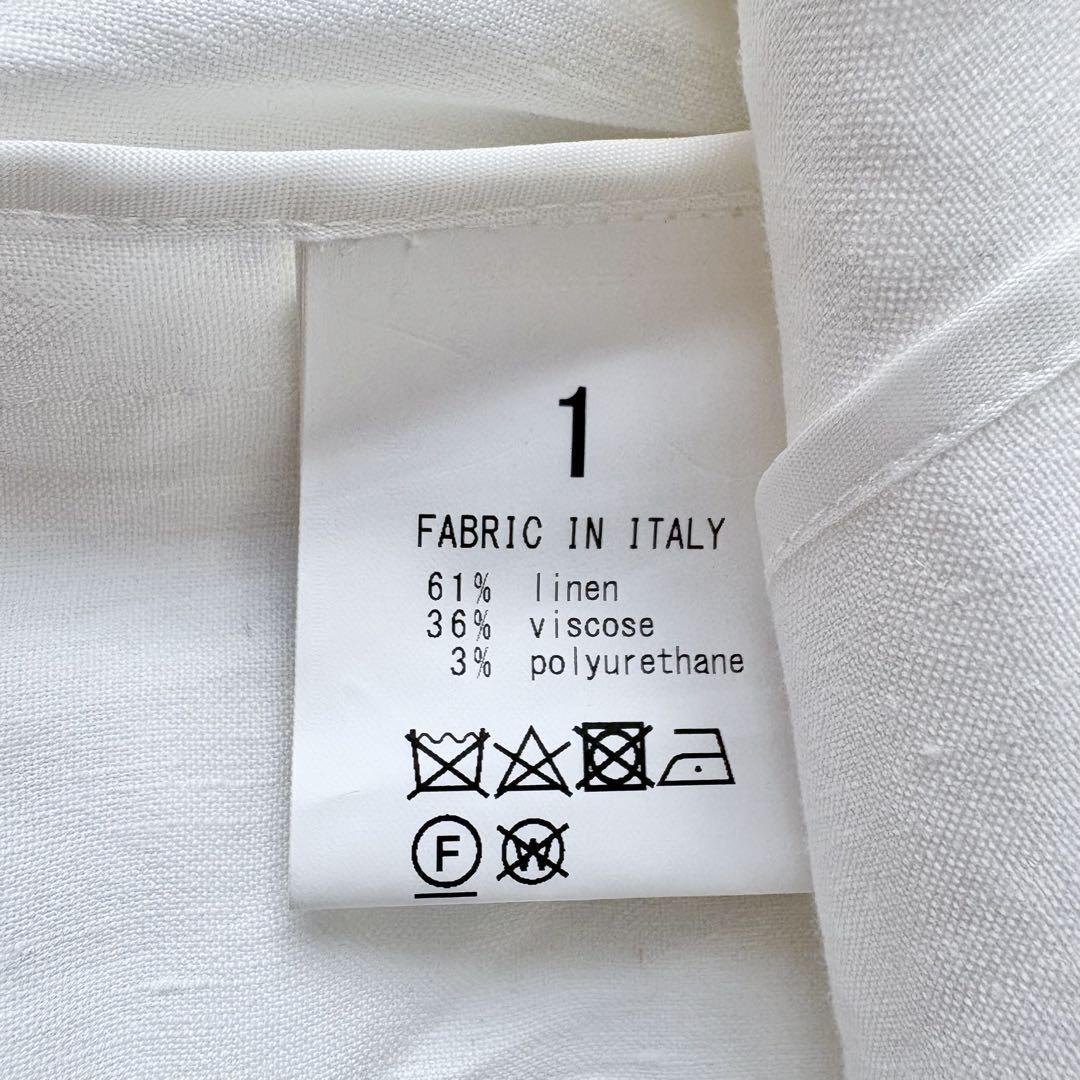 1
FABRIC IN ITALY
61% linen
36% viscose
3% polyurethane
F W